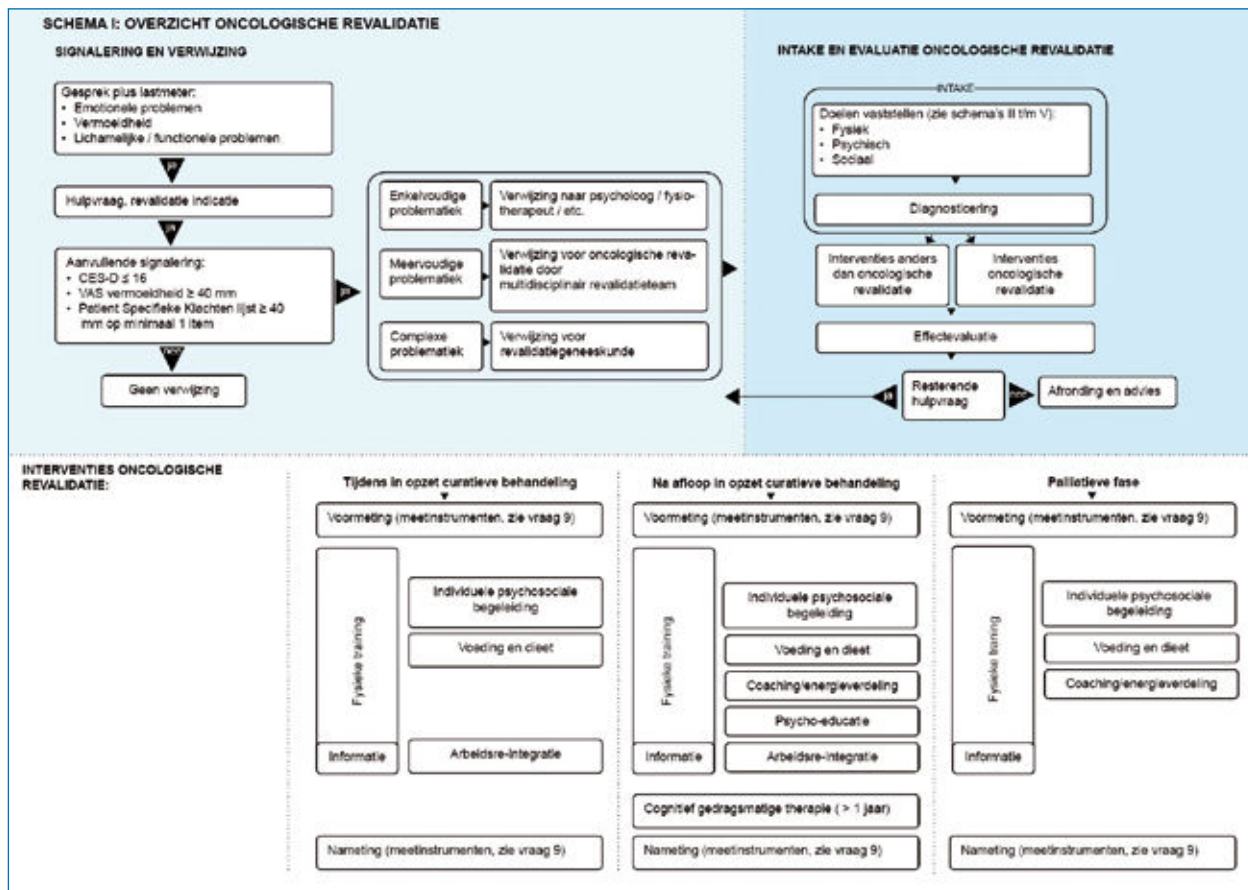 SCHEMA I: OVERZICHT ONCOLOGISCHE REVALIDATIE
SIGNALERING EN VERWIJZING
Gesprek plus lastmeter:
• Emotionele problemen
• Vermoeidheid
• Lichamelijke / functionele problemen
ja
Hulpvraag, revalidatie indicatie
ja
Aanvullende signalering:
• CES-D ≤ 16
• VAS vermoeidheid ≥ 40 mm
• Patient Specifieke Klachten lijst ≥ 40
mm op minimaal 1 item
ja
nee
Geen verwijzing
Enkelvoudige
problematiek
Verwijzing naar psycholoog / fysio-
therapeut / etc.
Meervoudige
problematiek
Verwijzing voor oncologische reva-
lidatie door
multidisciplinair revalidatieteam
Complexe
problematiek
Verwijzing voor
revalidatiegeneeskunde
INTAKE EN EVALUATIE ONCOLOGISCHE REVALIDATIE
INTAKE
Doelen vaststellen (zie schema's III t/m V):
• Fysiek
• Psychisch
• Sociaal
Diagnosticering
Interventies anders
dan oncologische
revalidatie
Interventies
oncologische
revalidatie
Effectevaluatie
ja
Resterende
hulpvraag
nee
Afronding en advies
INTERVENTIES ONCOLOGISCHE
REVALIDATIE:
Tijdens in opzet curatieve behandeling
Voormeting (meetinstrumenten, zie vraag 9)
Fysieke training
Individuele psychosociale
begeleiding
Voeding en dieet
Informatie
Arbeidsre-integratie
Nameting (meetinstrumenten, zie vraag 9)
Na afloop in opzet curatieve behandeling
Voormeting (meetinstrumenten, zie vraag 9)
Fysieke training
Individuele psychosociale
begeleiding
Voeding en dieet
Coaching/energieverdeling
Psycho-educatie
Informatie
Arbeidsre-integratie
Cognitief gedragsmatige therapie ( > 1 jaar)
Nameting (meetinstrumenten, zie vraag 9)
Palliatieve fase
Voormeting (meetinstrumenten, zie vraag 9)
Fysieke training
Individuele psychosociale
begeleiding
Voeding en dieet
Coaching/energieverdeling
Informatie
Nameting (meetinstrumenten, zie vraag 9)